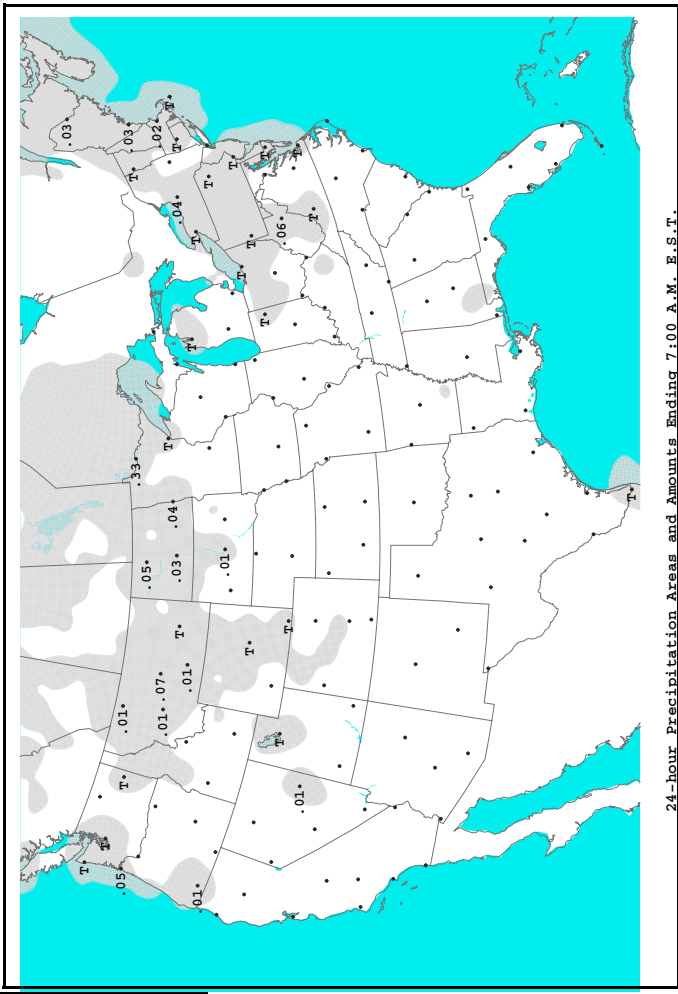 .03
T
T
.05
.01
T
.03
T
.33
.05
.02
.07
.01
T
T
.04
T
.03
.04
T
.01
T
T
.01
T
.01
T
T
T
T
T
T
T
.06
T
T
.01
T
T
24-hour Precipitation Areas and Amounts Ending 7:00 A.M. E.S.T.